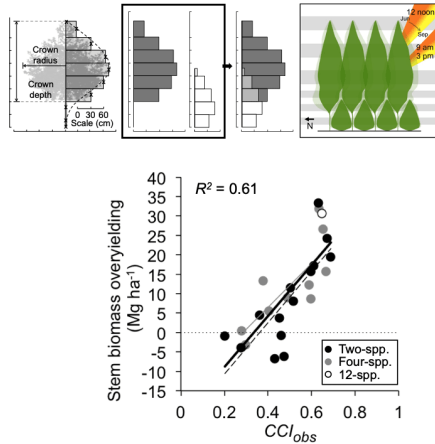 Crown
radius
Crown
depth
0 30 60
Scale (cm)
12 noon
Jun
Sep
9 am
3 pm
N
Stem biomass overyielding
(Mg ha-1)
40
35
30
25
20
15
10
5
0
-5
-10
-15
R² = 0.61
Two-spp.
Four-spp.
12-spp.
0 0.2 0.4 0.6 0.8 1
CCIobs